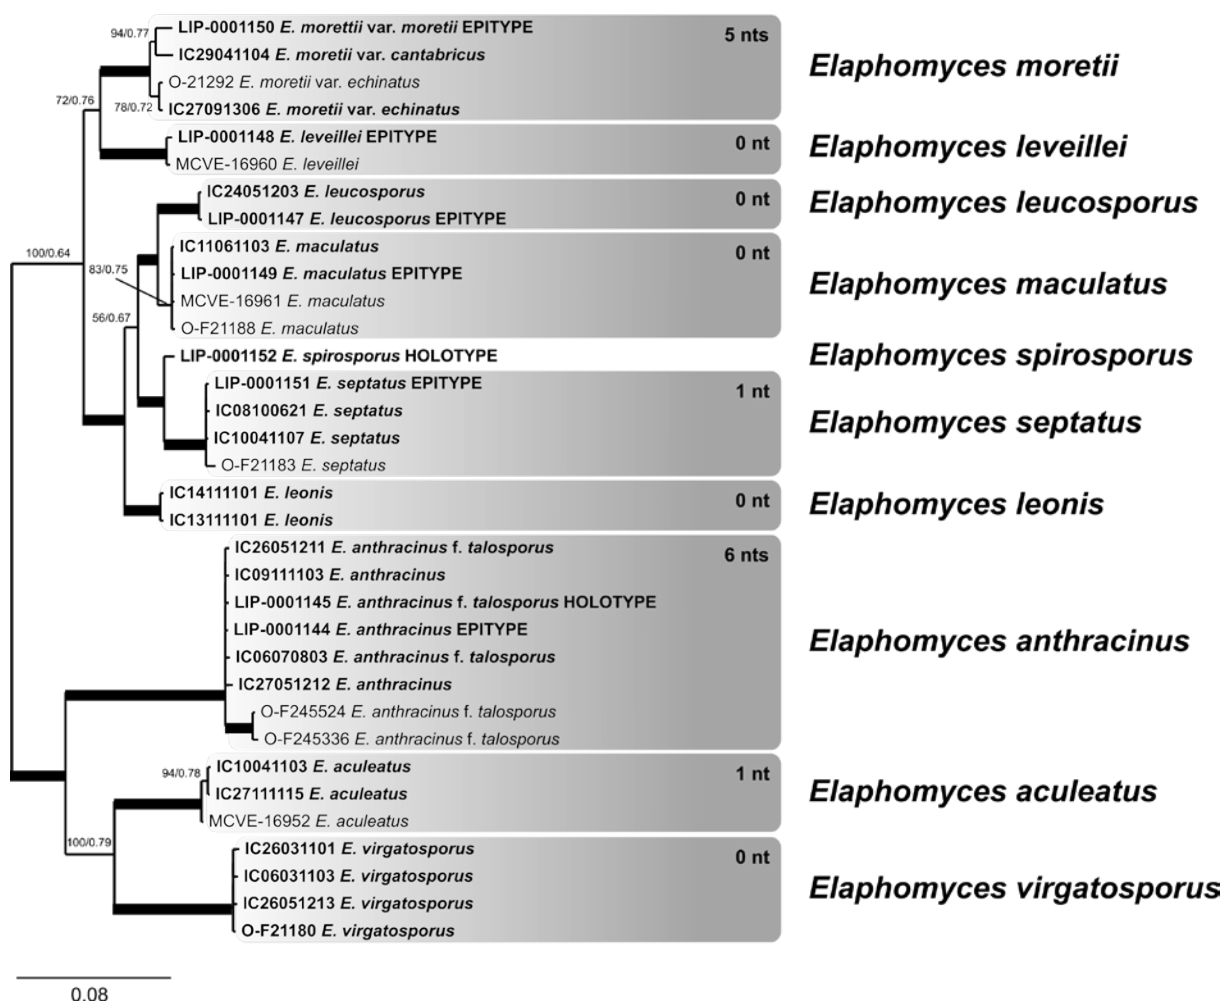 94/0.77
LIP-0001150 E. morettii var. moretii EPITYPE
5 nts
IC29041104 E. moretii var. cantabricus
Elaphomyces moretii
O-21292 E. moretii var. echinatus
72/0.76
78/0.72
IC27091306 E. moretii var. echinatus
LIP-0001148 E. leveillei EPITYPE
0 nt
Elaphomyces leveillei
MCVE-16960 E. leveillei
IC24051203 E. leucosporus
0 nt
Elaphomyces leucosporus
LIP-0001147 E. leucosporus EPITYPE
100/0.64
IC11061103 E. maculatus
0 nt
83/0.75
LIP-0001149 E. maculatus EPITYPE
Elaphomyces maculatus
MCVE-16961 E. maculatus
56/0.67
O-F21188 E. maculatus
LIP-0001152 E. spirosporus HOLOTYPE
Elaphomyces spirosporus
LIP-0001151 E. septatus EPITYPE
1 nt
IC08100621 E. septatus
Elaphomyces septatus
IC10041107 E. septatus
O-F21183 E. septatus
IC14111101 E. leonis
0 nt
Elaphomyces leonis
IC13111101 E. leonis
IC26051211 E. anthracinus f. talosporus
6 nts
IC09111103 E. anthracinus
LIP-0001145 E. anthracinus f. talosporus HOLOTYPE
LIP-0001144 E. anthracinus EPITYPE
Elaphomyces anthracinus
IC06070803 E. anthracinus f. talosporus
IC27051212 E. anthracinus
O-F245524 E. anthracinus f. talosporus
O-F245336 E. anthracinus f. talosporus
94/0.78
IC10041103 E. aculeatus
1 nt
IC27111115 E. aculeatus
Elaphomyces aculeatus
MCVE-16952 E. aculeatus
100/0.79
IC26031101 E. virgatosporus
0 nt
IC06031103 E. virgatosporus
Elaphomyces virgatosporus
IC26051213 E. virgatosporus
O-F21180 E. virgatosporus
0.08